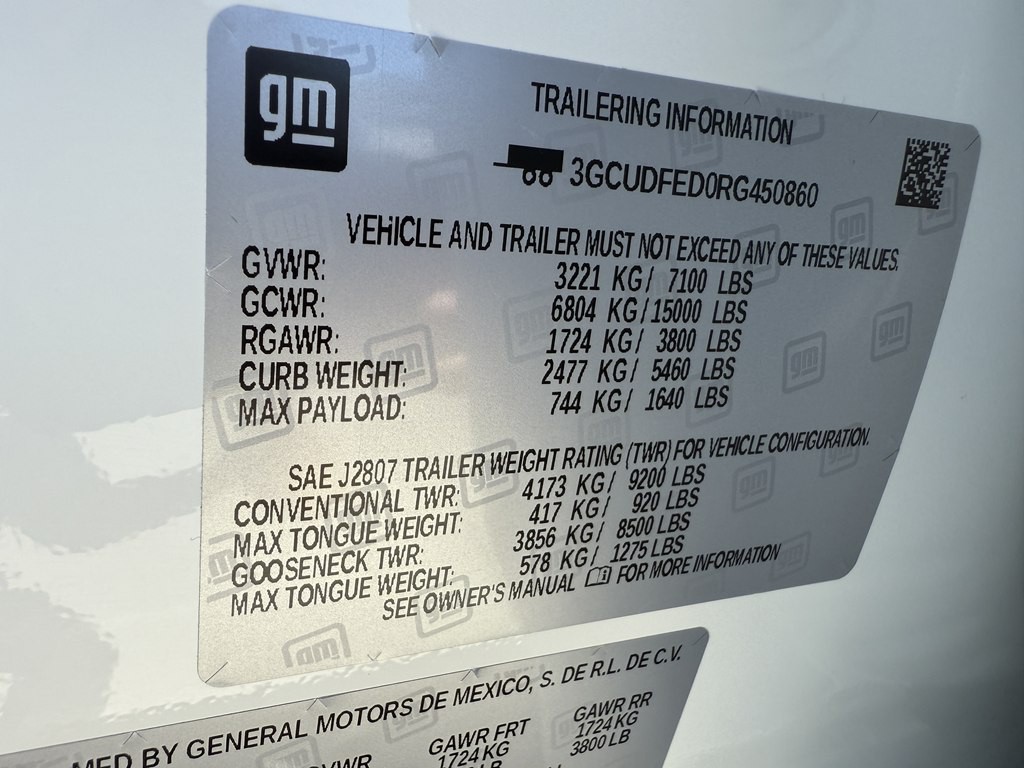 gm
TRAILERING INFORMATION
3GCUDFED0RG450860
VEHICLE AND TRAILER MUST NOT EXCEED ANY OF THESE VALUES.
GVWR: 3221 KG/ 7100 LBS
GCWR: 6804 KG/ 15000 LBS
RGAWR: 1724 KG/ 3800 LBS
CURB WEIGHT: 2477 KG/ 5460 LBS
MAX PAYLOAD: 744 KG/ 1640 LBS
SAE J2807 TRAILER WEIGHT RATING (TWR) FOR VEHICLE CONFIGURATION.
CONVENTIONAL TWR: 4173 KG/ 9200 LBS
MAX TONGUE WEIGHT: 417 KG/ 920 LBS
GOOSENECK TWR: 3856 KG/ 8500 LBS
MAX TONGUE WEIGHT: 578 KG/ 1275 LBS
SEE OWNER'S MANUAL FOR MORE INFORMATION
MFD BY GENERAL MOTORS DE MEXICO, S. DE R.L. DE C.V.
GVWR GAWR FRT GAWR RR
1724 KG 1724 KG
LB 3800 LB